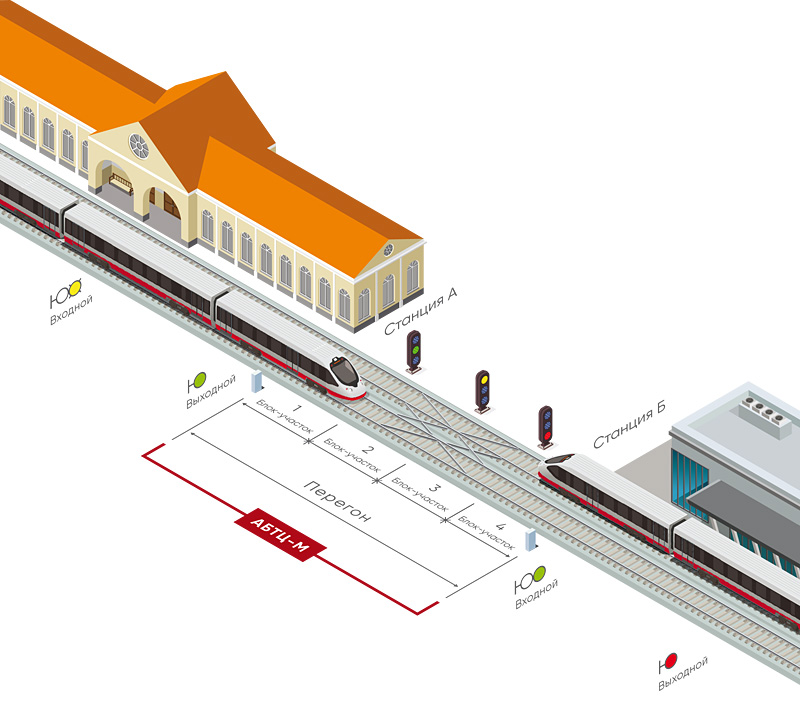 Станция А
Входной
Выходной
1
Блок-участок
2
Блок-участок
3
Блок-участок
4
Блок-участок
Перегон
АБТЦ-М
Станция Б
Входной
Выходной